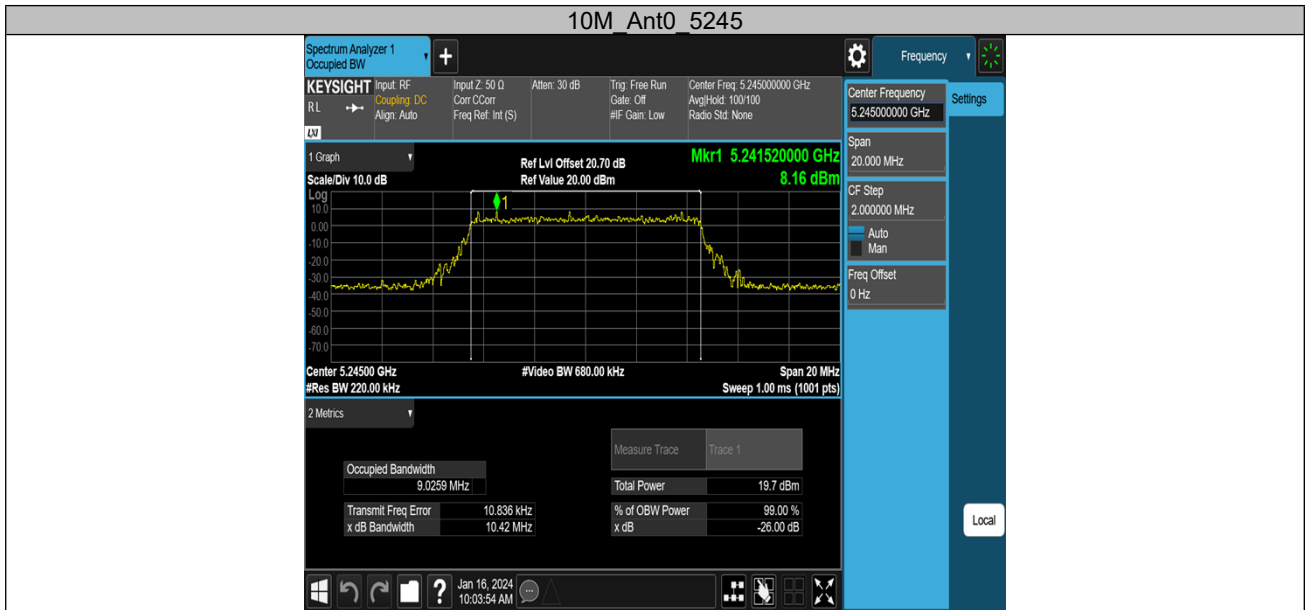 10M_Ant0_5245
Spectrum Analyzer 1
Occupied BW
+
Frequency
KEYSIGHT
RL
LXI
Input: RF
Coupling: DC
Align: Auto
Input Z: 50 Ω
Corr CCorr
Freq Ref: Int (S)
Atten: 30 dB
Trig: Free Run
Gate: Off
#IF Gain: Low
Center Freq: 5.245000000 GHz
Avg|Hold: 100/100
Radio Std: None
Center Frequency
5.245000000 GHz
Settings
Span
20.000 MHz
CF Step
2.000000 MHz
Auto
Man
Freq Offset
0 Hz
Local
1 Graph
Scale/Div 10.0 dB
Ref Lvl Offset 20.70 dB
Ref Value 20.00 dBm
Mkr1 5.241520000 GHz
8.16 dBm
Log
1
10.0
0.00
-10.0
-20.0
-30.0
-40.0
-50.0
-60.0
-70.0
Center 5.24500 GHz
#Video BW 680.00 kHz
Span 20 MHz
#Res BW 220.00 kHz
Sweep 1.00 ms (1001 pts)
2 Metrics
Measure Trace Trace 1
Occupied Bandwidth
9.0259 MHz
Total Power 19.7 dBm
Transmit Freq Error 10.836 kHz
% of OBW Power 99.00 %
x dB Bandwidth 10.42 MHz
x dB -26.00 dB
?
Jan 16, 2024
10:03:54 AM